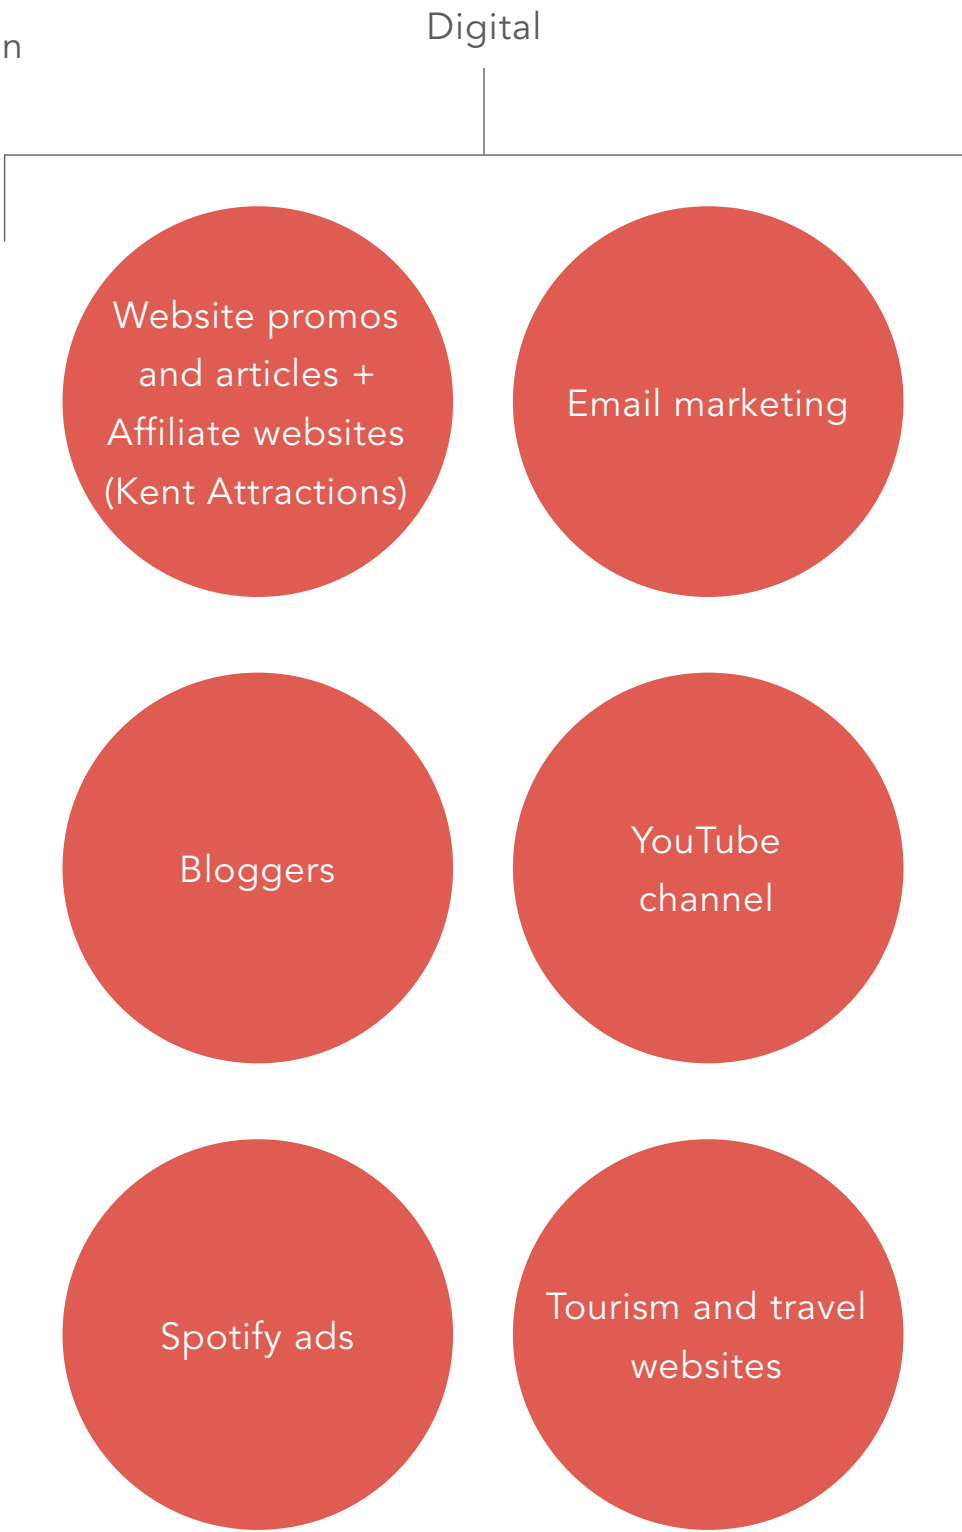 n
Digital
Website promos
and articles +
Affiliate websites
(Kent Attractions)
Email marketing
Bloggers
YouTube
channel
Spotify ads
Tourism and travel
websites